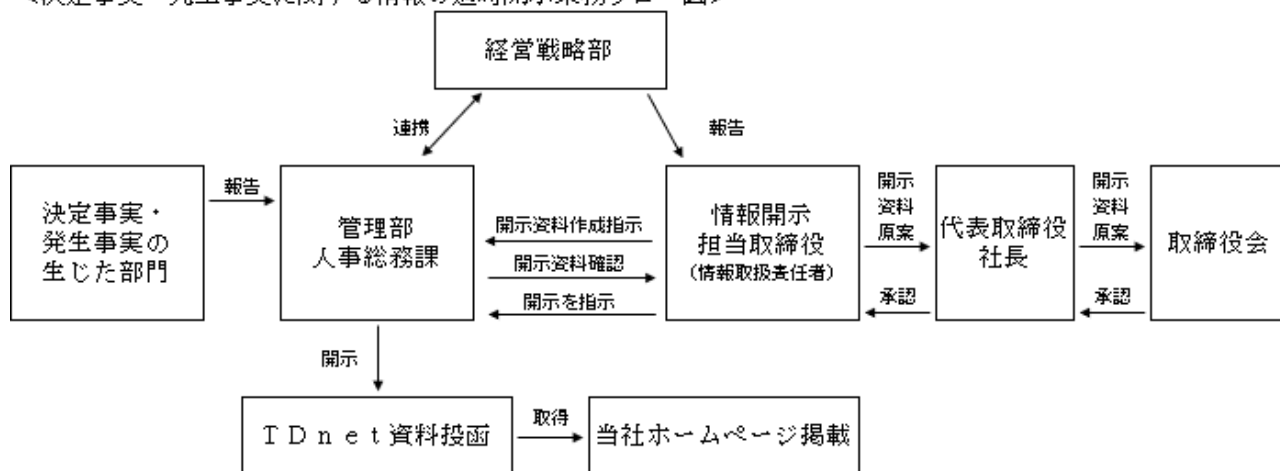 経営戦略部
連携
報告
決定事実・
発生事実の
生じた部門
報告
管理部
人事総務課
開示資料作成指示
開示資料確認
開示を指示
情報開示
担当取締役
(情報取扱責任者)
開示
資料
原案
承認
代表取締役
社長
開示
資料
原案
承認
取締役会
開示
TDnet資料投函
取得
当社ホームページ掲載